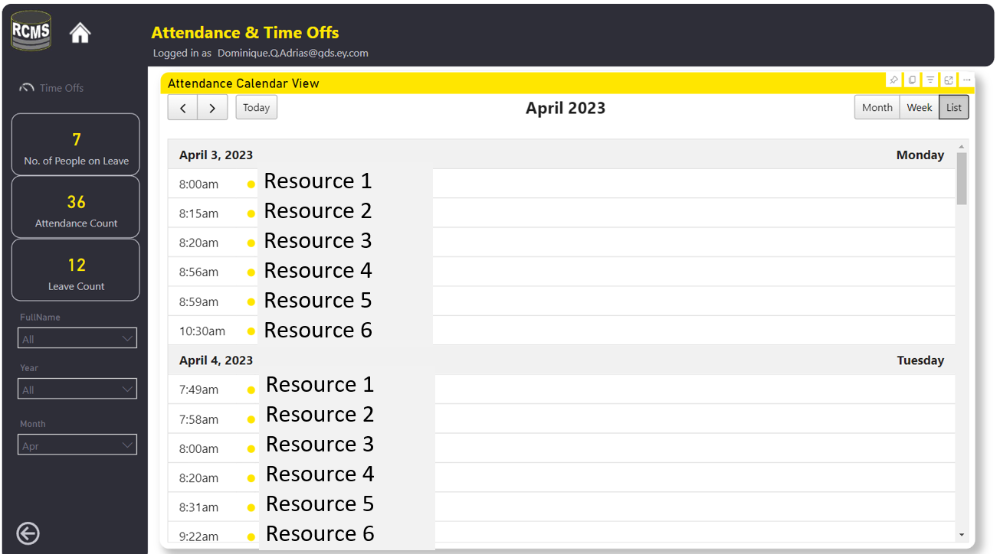 RCMS
Attendance & Time Offs
Logged in as Dominique.Q.Adrias@gds.ey.com
Time Offs
7
No. of People on Leave
36
Attendance Count
12
Leave Count
FullName
All
Year
All
Month
Apr
Attendance Calendar View
Today
April 2023
Month Week List
April 3, 2023 Monday
8:00am Resource 1
8:15am Resource 2
8:20am Resource 3
8:56am Resource 4
8:59am Resource 5
10:30am Resource 6
April 4, 2023 Tuesday
7:49am Resource 1
7:58am Resource 2
8:00am Resource 3
8:20am Resource 4
8:31am Resource 5
9:22am Resource 6